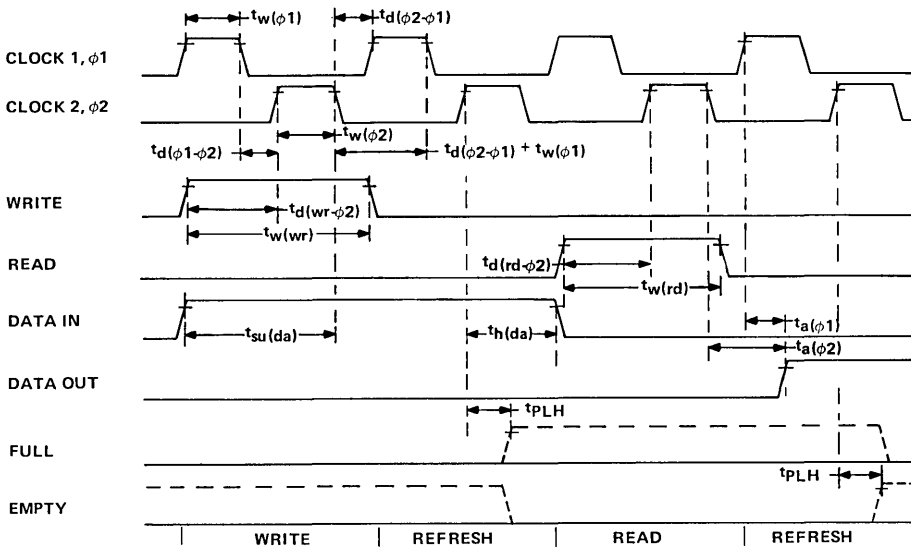 tw(ϕ1) td(ϕ2-ϕ1)
CLOCK 1, ϕ1
CLOCK 2, ϕ2
tw(ϕ2)
td(ϕ1-ϕ2) td(ϕ2-ϕ1) + tw(ϕ1)
WRITE
td(wr-ϕ2)
tw(wr)
READ
td(rd-ϕ2)
tw(rd)
DATA IN
tsu(da) th(da) ta(ϕ1)
ta(ϕ2)
DATA OUT
tPLH
FULL
tPLH
EMPTY
WRITE REFRESH READ REFRESH